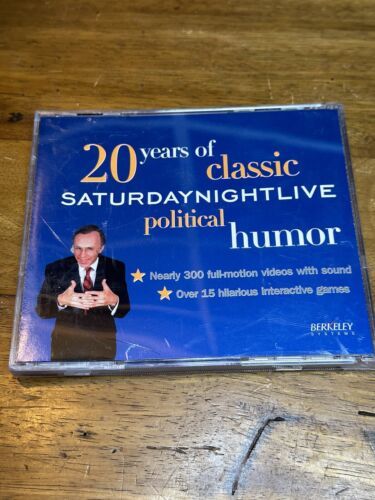 20 years of
classic
SATURDAYNIGHTLIVE
political
humor
Nearly 300 full-motion videos with sound
Over 15 hilarious interactive games
BERKELEY
SYSTEMS